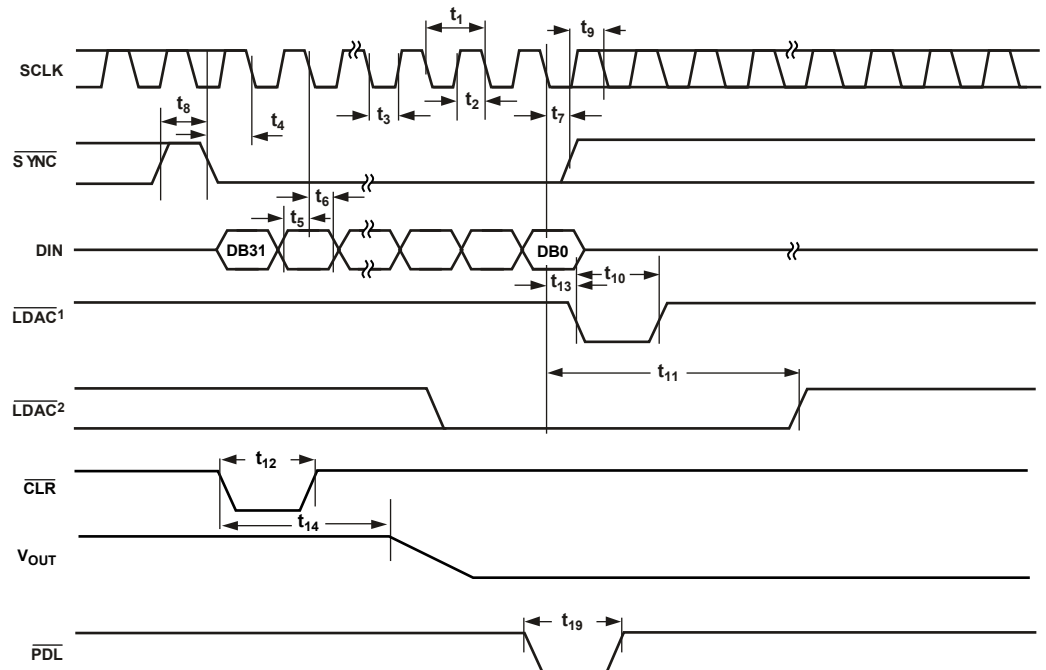 t1
t9
SCLK
t8
t4
t3
t2
t7
SYNC
t6
t5
DIN
DB31
DB0
t13
t10
LDAC1
t11
LDAC2
t12
CLR
t14
VOUT
t19
PDL